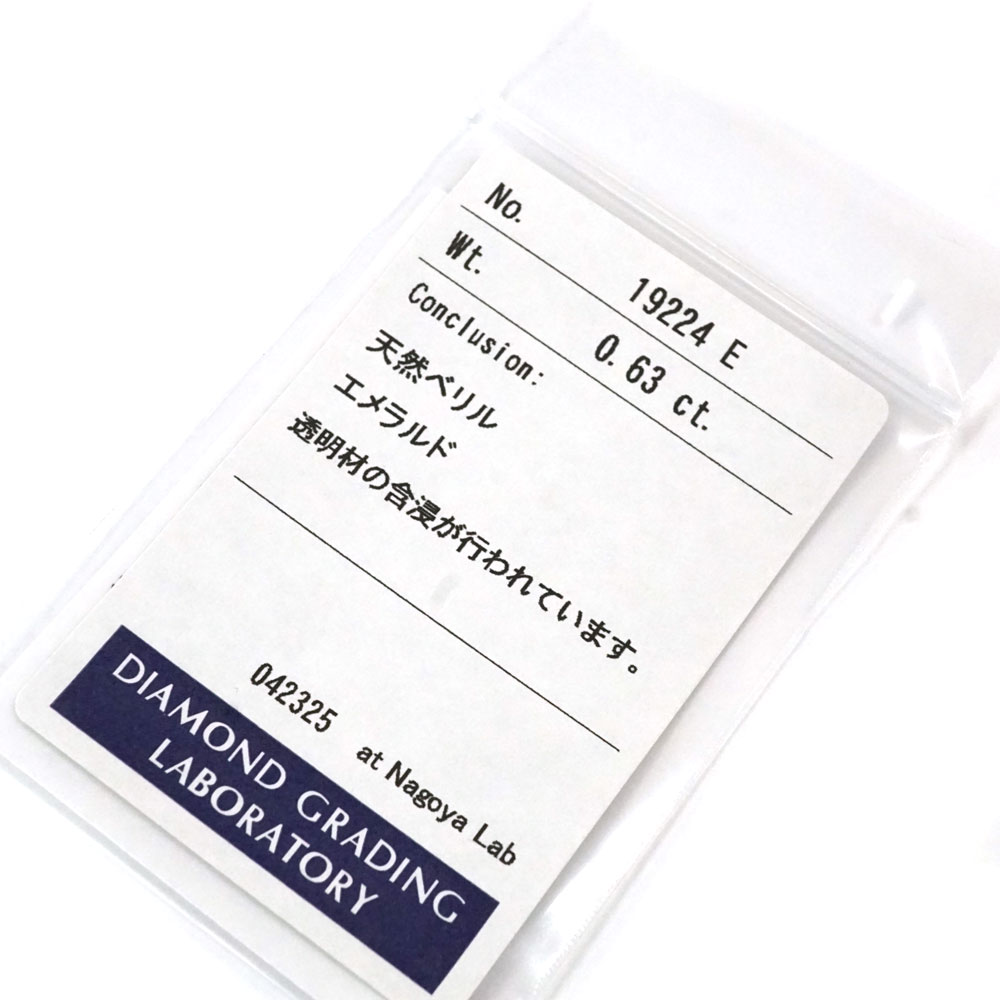 No. 19224 E
Wt. 0.63 ct.
Conclusion:
天然ベリル
エメラルド
透明材の含浸が行われています。
042325 at Nagoya Lab
DIAMOND GRADING
LABORATORY